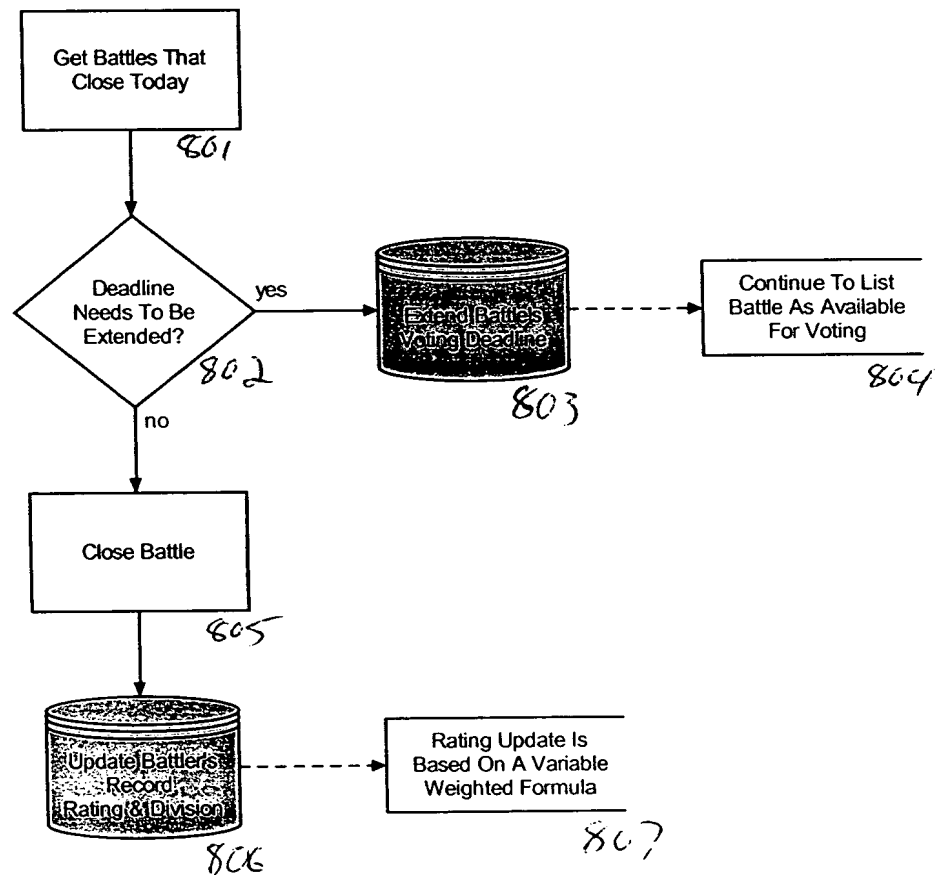 Get Battles That
Close Today
801
Deadline
Needs To Be
Extended?
802
yes
Extend Battle's
Voting Deadline
803
Continue To List
Battle As Available
For Voting
804
no
Close Battle
805
Update Battler's
Record,
Rating & Division
806
Rating Update Is
Based On A Variable
Weighted Formula
807